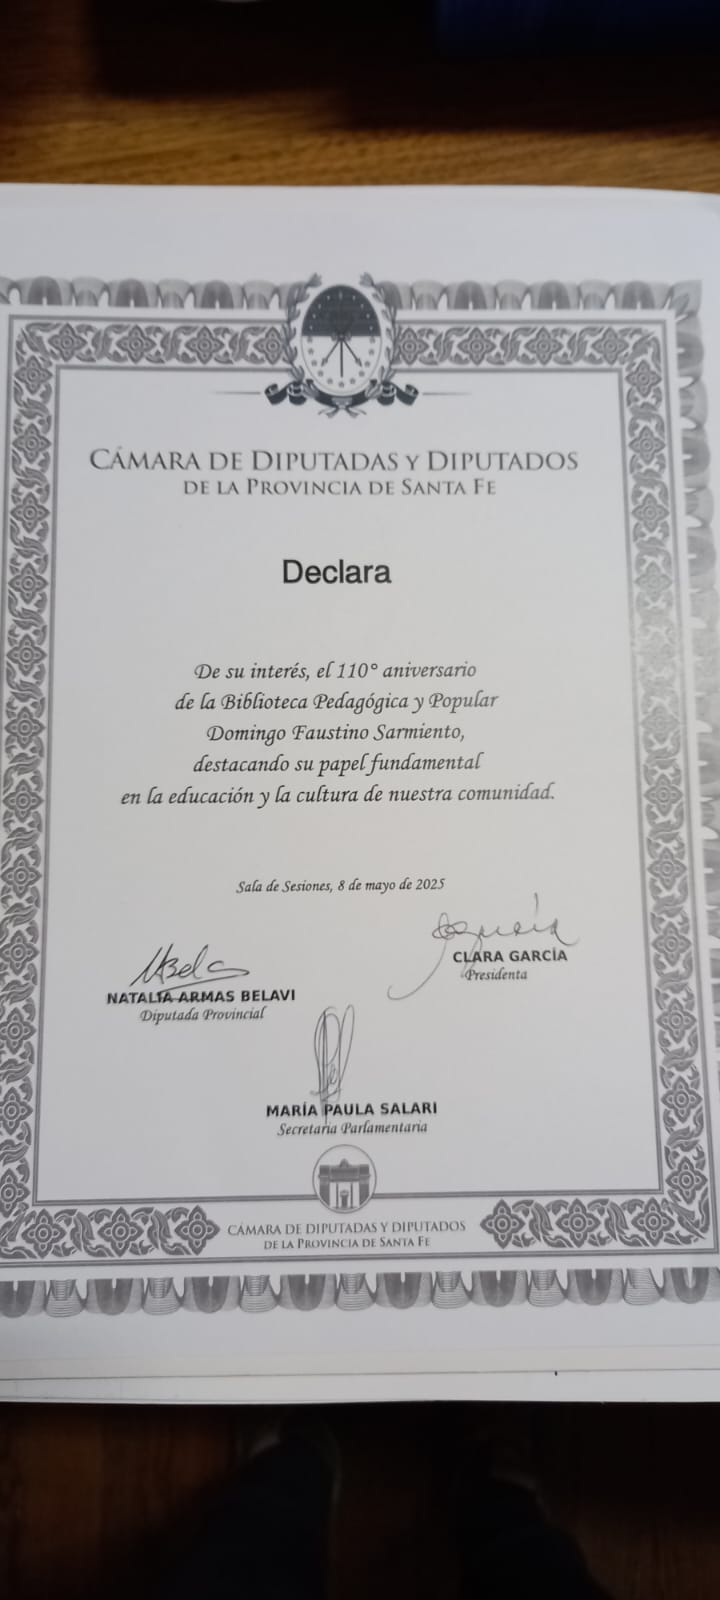 CÁMARA DE DIPUTADAS Y DIPUTADOS
DE LA PROVINCIA DE SANTA FE
Declara
De su interés, el 110° aniversario
de la Biblioteca Pedagógica y Popular
Domingo Faustino Sarmiento,
destacando su papel fundamental
en la educación y la cultura de nuestra comunidad.
Sala de Sesiones, 8 de mayo de 2025
CLARA GARCÍA
Presidenta
NATALIA ARMAS BELAVI
Diputada Provincial
MARÍA PAULA SALARI
Secretaria Parlamentaria
CÁMARA DE DIPUTADAS Y DIPUTADOS
DE LA PROVINCIA DE SANTA FE